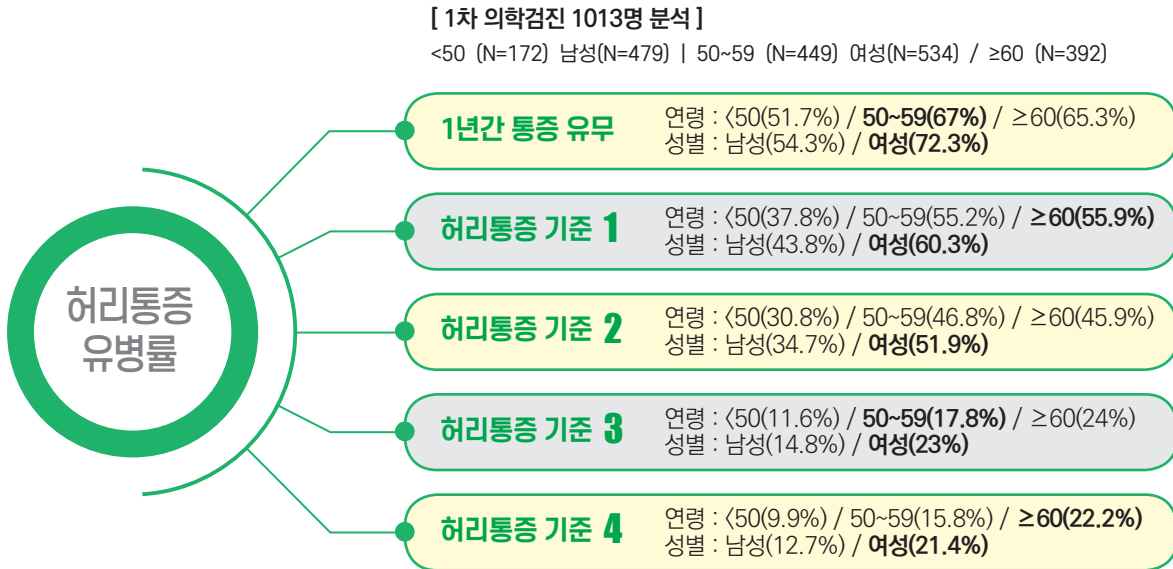 [ 1차 의학검진 1013명 분석 ]
<50 (N=172) 남성(N=479) | 50~59 (N=449) 여성(N=534) / ≥60 (N=392)
허리통증
유병률
1년간 통증 유무
연령 : <50(51.7%) / 50~59(67%) / ≥60(65.3%)
성별 : 남성(54.3%) / 여성(72.3%)
허리통증 기준 1
연령 : <50(37.8%) / 50~59(55.2%) / ≥60(55.9%)
성별 : 남성(43.8%) / 여성(60.3%)
허리통증 기준 2
연령 : <50(30.8%) / 50~59(46.8%) / ≥60(45.9%)
성별 : 남성(34.7%) / 여성(51.9%)
허리통증 기준 3
연령 : <50(11.6%) / 50~59(17.8%) / ≥60(24%)
성별 : 남성(14.8%) / 여성(23%)
허리통증 기준 4
연령 : <50(9.9%) / 50~59(15.8%) / ≥60(22.2%)
성별 : 남성(12.7%) / 여성(21.4%)